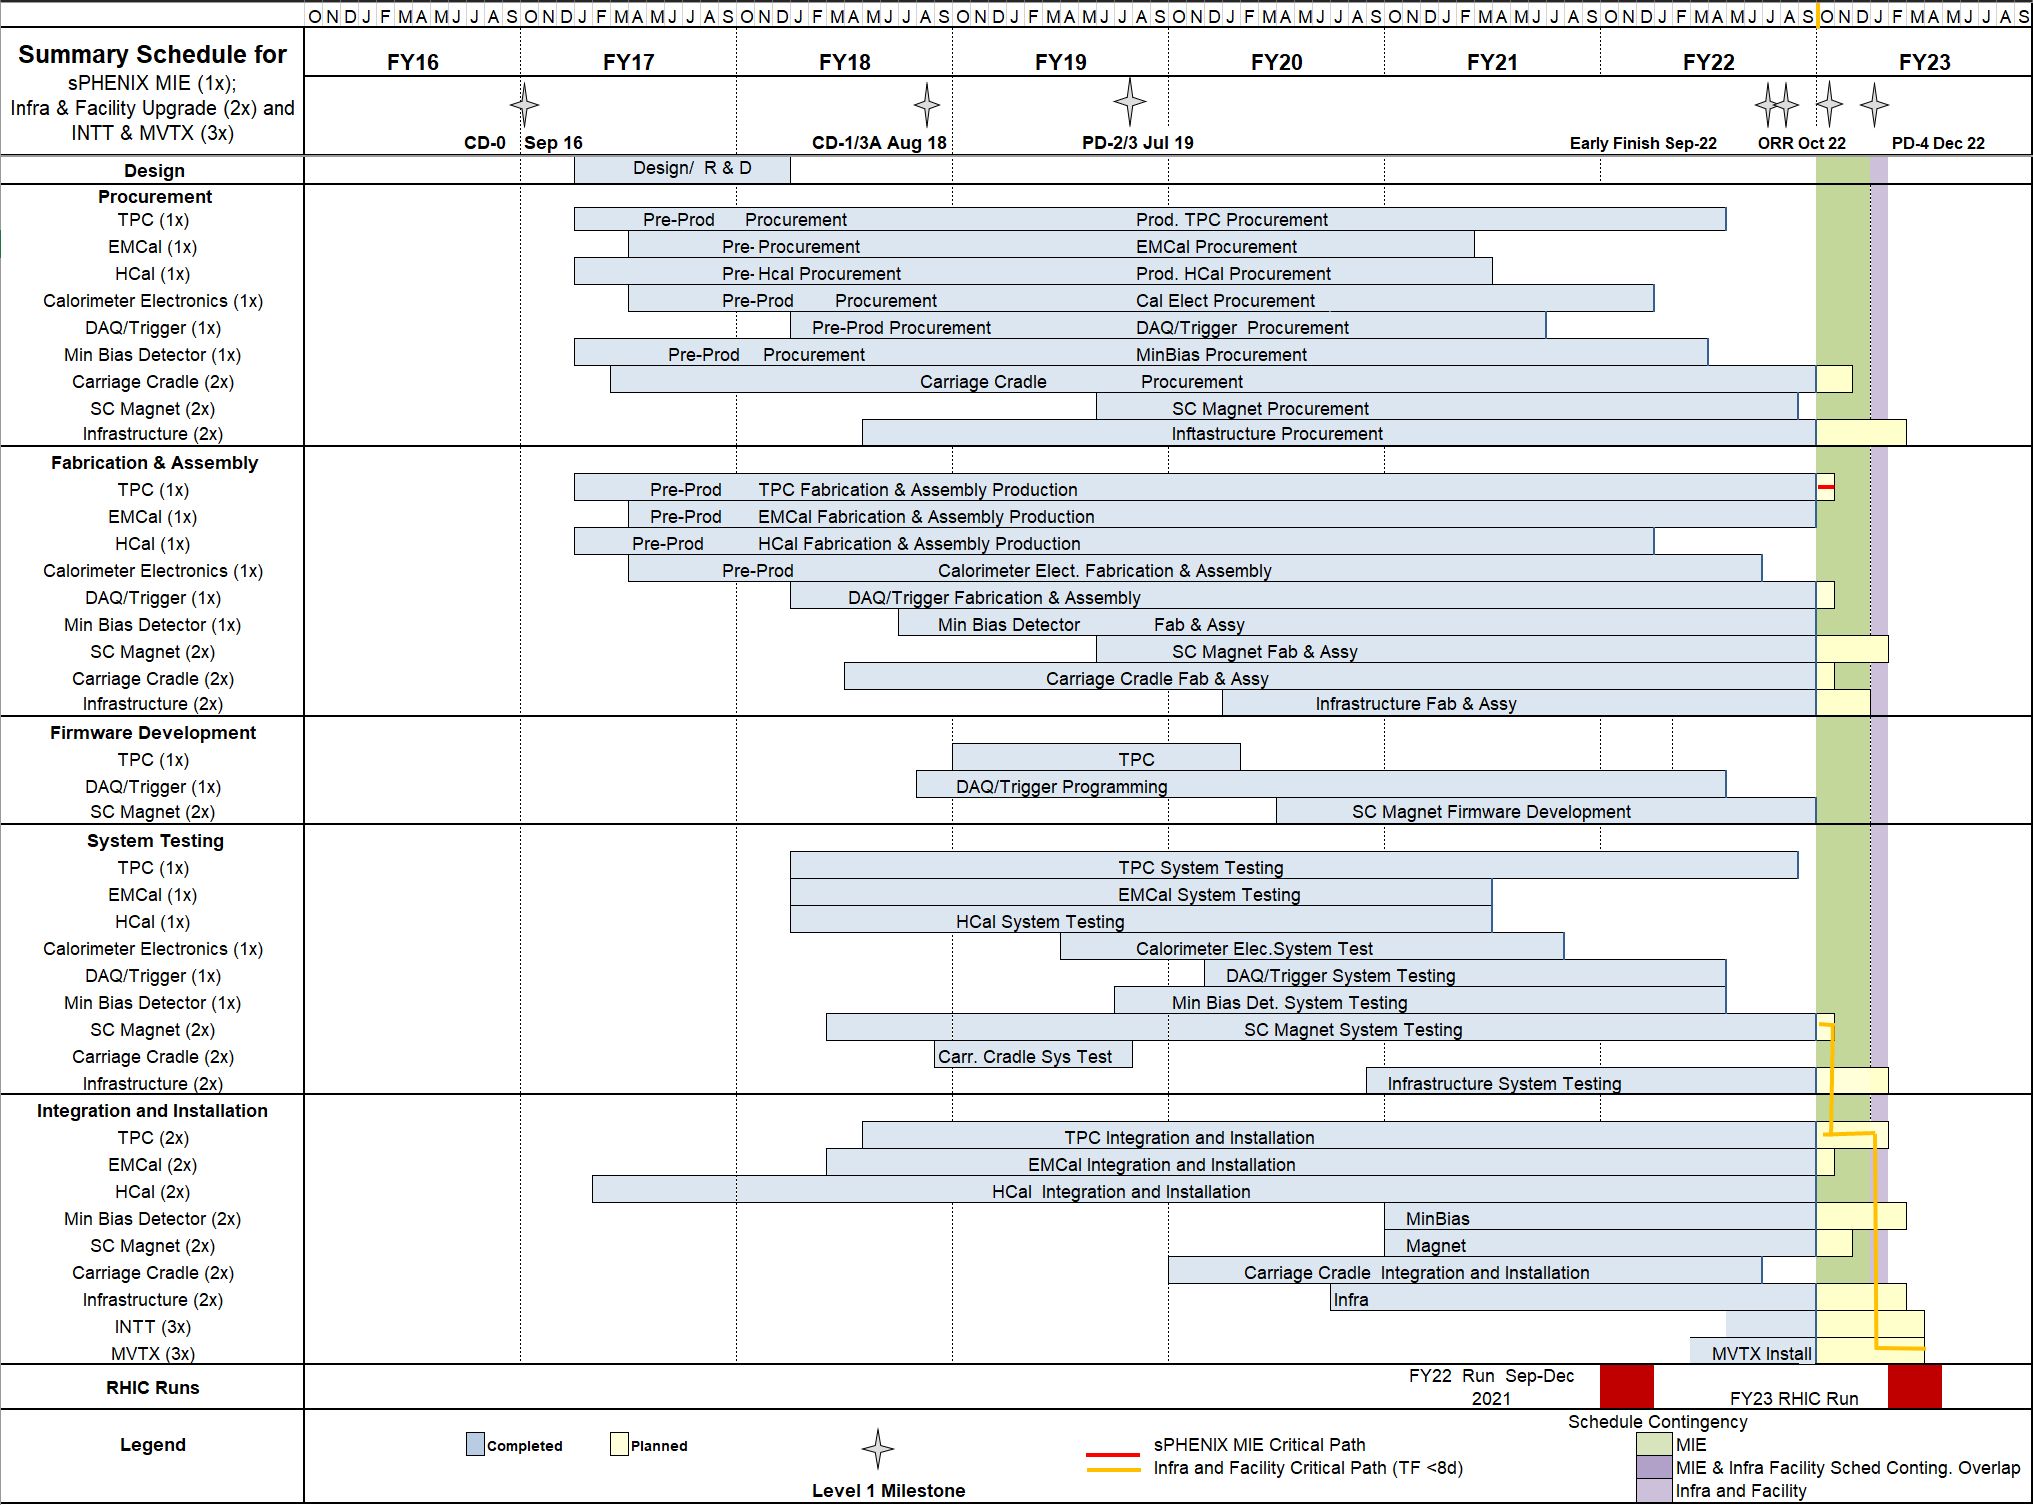 O N D J F M A M J J A S O N D J F M A M J J A S O N D J F M A M J J A S O N D J F M A M J J A S O N D J F M A M J J A S O N D J F M A M J J A S O N D J F M A M J J A S O N D J F M A M J J A S
Summary Schedule for
sPHENIX MIE (1x);
Infra & Facility Upgrade (2x) and
INTT & MVTX (3x)
FY16 FY17 FY18 FY19 FY20 FY21 FY22 FY23
CD-0 Sep 16 CD-1/3A Aug 18 PD-2/3 Jul 19 Early Finish Sep-22 ORR Oct 22 PD-4 Dec 22
Design Design/ R & D
Procurement
TPC (1x) Pre-Prod Procurement Prod. TPC Procurement
EMCal (1x) Pre- Procurement EMCal Procurement
HCal (1x) Pre- Hcal Procurement Prod. HCal Procurement
Calorimeter Electronics (1x) Pre-Prod Procurement Cal Elect Procurement
DAQ/Trigger (1x) Pre-Prod Procurement DAQ/Trigger Procurement
Min Bias Detector (1x) Pre-Prod Procurement MinBias Procurement
Carriage Cradle (2x) Carriage Cradle Procurement
SC Magnet (2x) SC Magnet Procurement
Infrastructure (2x) Inftastructure Procurement
Fabrication & Assembly
TPC (1x) Pre-Prod TPC Fabrication & Assembly Production
EMCal (1x) Pre-Prod EMCal Fabrication & Assembly Production
HCal (1x) Pre-Prod HCal Fabrication & Assembly Production
Calorimeter Electronics (1x) Pre-Prod Calorimeter Elect. Fabrication & Assembly
DAQ/Trigger (1x) DAQ/Trigger Fabrication & Assembly
Min Bias Detector (1x) Min Bias Detector Fab & Assy
SC Magnet (2x) SC Magnet Fab & Assy
Carriage Cradle (2x) Carriage Cradle Fab & Assy
Infrastructure (2x) Infrastructure Fab & Assy
Firmware Development
TPC (1x) TPC
DAQ/Trigger (1x) DAQ/Trigger Programming
SC Magnet (2x) SC Magnet Firmware Development
System Testing
TPC (1x) TPC System Testing
EMCal (1x) EMCal System Testing
HCal (1x) HCal System Testing
Calorimeter Electronics (1x) Calorimeter Elec.System Test
DAQ/Trigger (1x) DAQ/Trigger System Testing
Min Bias Detector (1x) Min Bias Det. System Testing
SC Magnet (2x) SC Magnet System Testing
Carriage Cradle (2x) Carr. Cradle Sys Test
Infrastructure (2x) Infrastructure System Testing
Integration and Installation
TPC (2x) TPC Integration and Installation
EMCal (2x) EMCal Integration and Installation
HCal (2x) HCal Integration and Installation
Min Bias Detector (2x) MinBias
SC Magnet (2x) Magnet
Carriage Cradle (2x) Carriage Cradle Integration and Installation
Infrastructure (2x) Infra
INTT (3x)
MVTX (3x) MVTX Install
RHIC Runs FY22 Run Sep-Dec
2021 FY23 RHIC Run
Schedule Contingency
Legend Completed Planned sPHENIX MIE Critical Path MIE
Infra and Facility Critical Path (TF <8d) MIE & Infra Facility Sched Conting. Overlap
Level 1 Milestone Infra and Facility